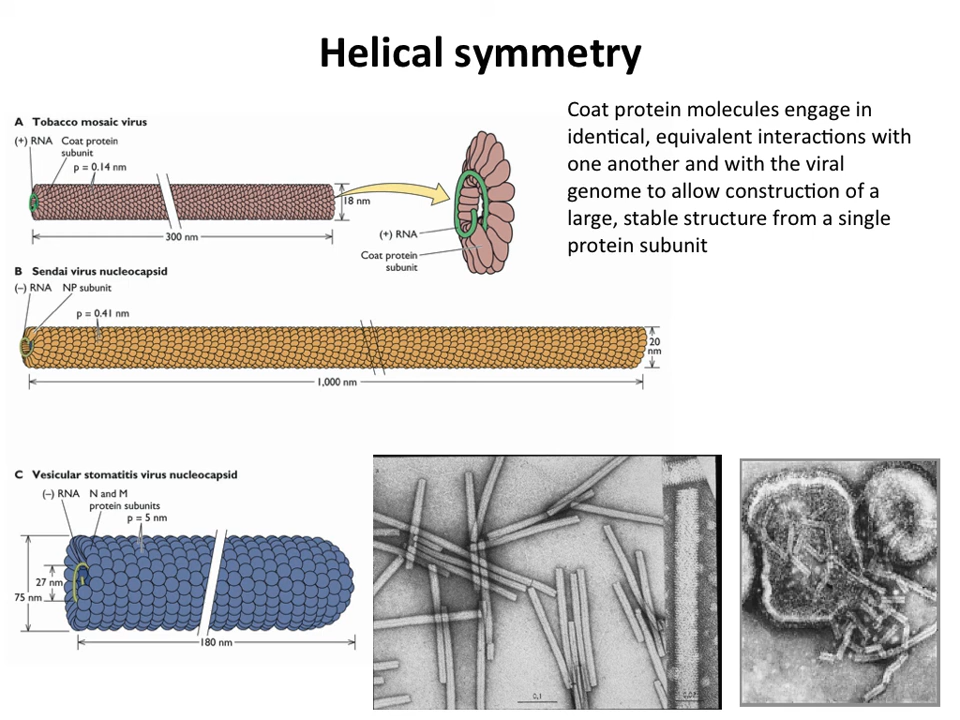 Helical symmetry
Coat protein molecules engage in
identical, equivalent interactions with
one another and with the viral
genome to allow construction of a
large, stable structure from a single
protein subunit
A Tobacco mosaic virus
(+) RNA Coat protein
subunit
p = 0.14 nm
18 nm
300 nm
(+) RNA
Coat protein
subunit
B Sendai virus nucleocapsid
(–) RNA NP subunit
p = 0.41 nm
20
nm
1,000 nm
C Vesicular stomatitis virus nucleocapsid
(–) RNA N and M
protein subunits
p = 5 nm
27 nm
75 nm
180 nm
0.1